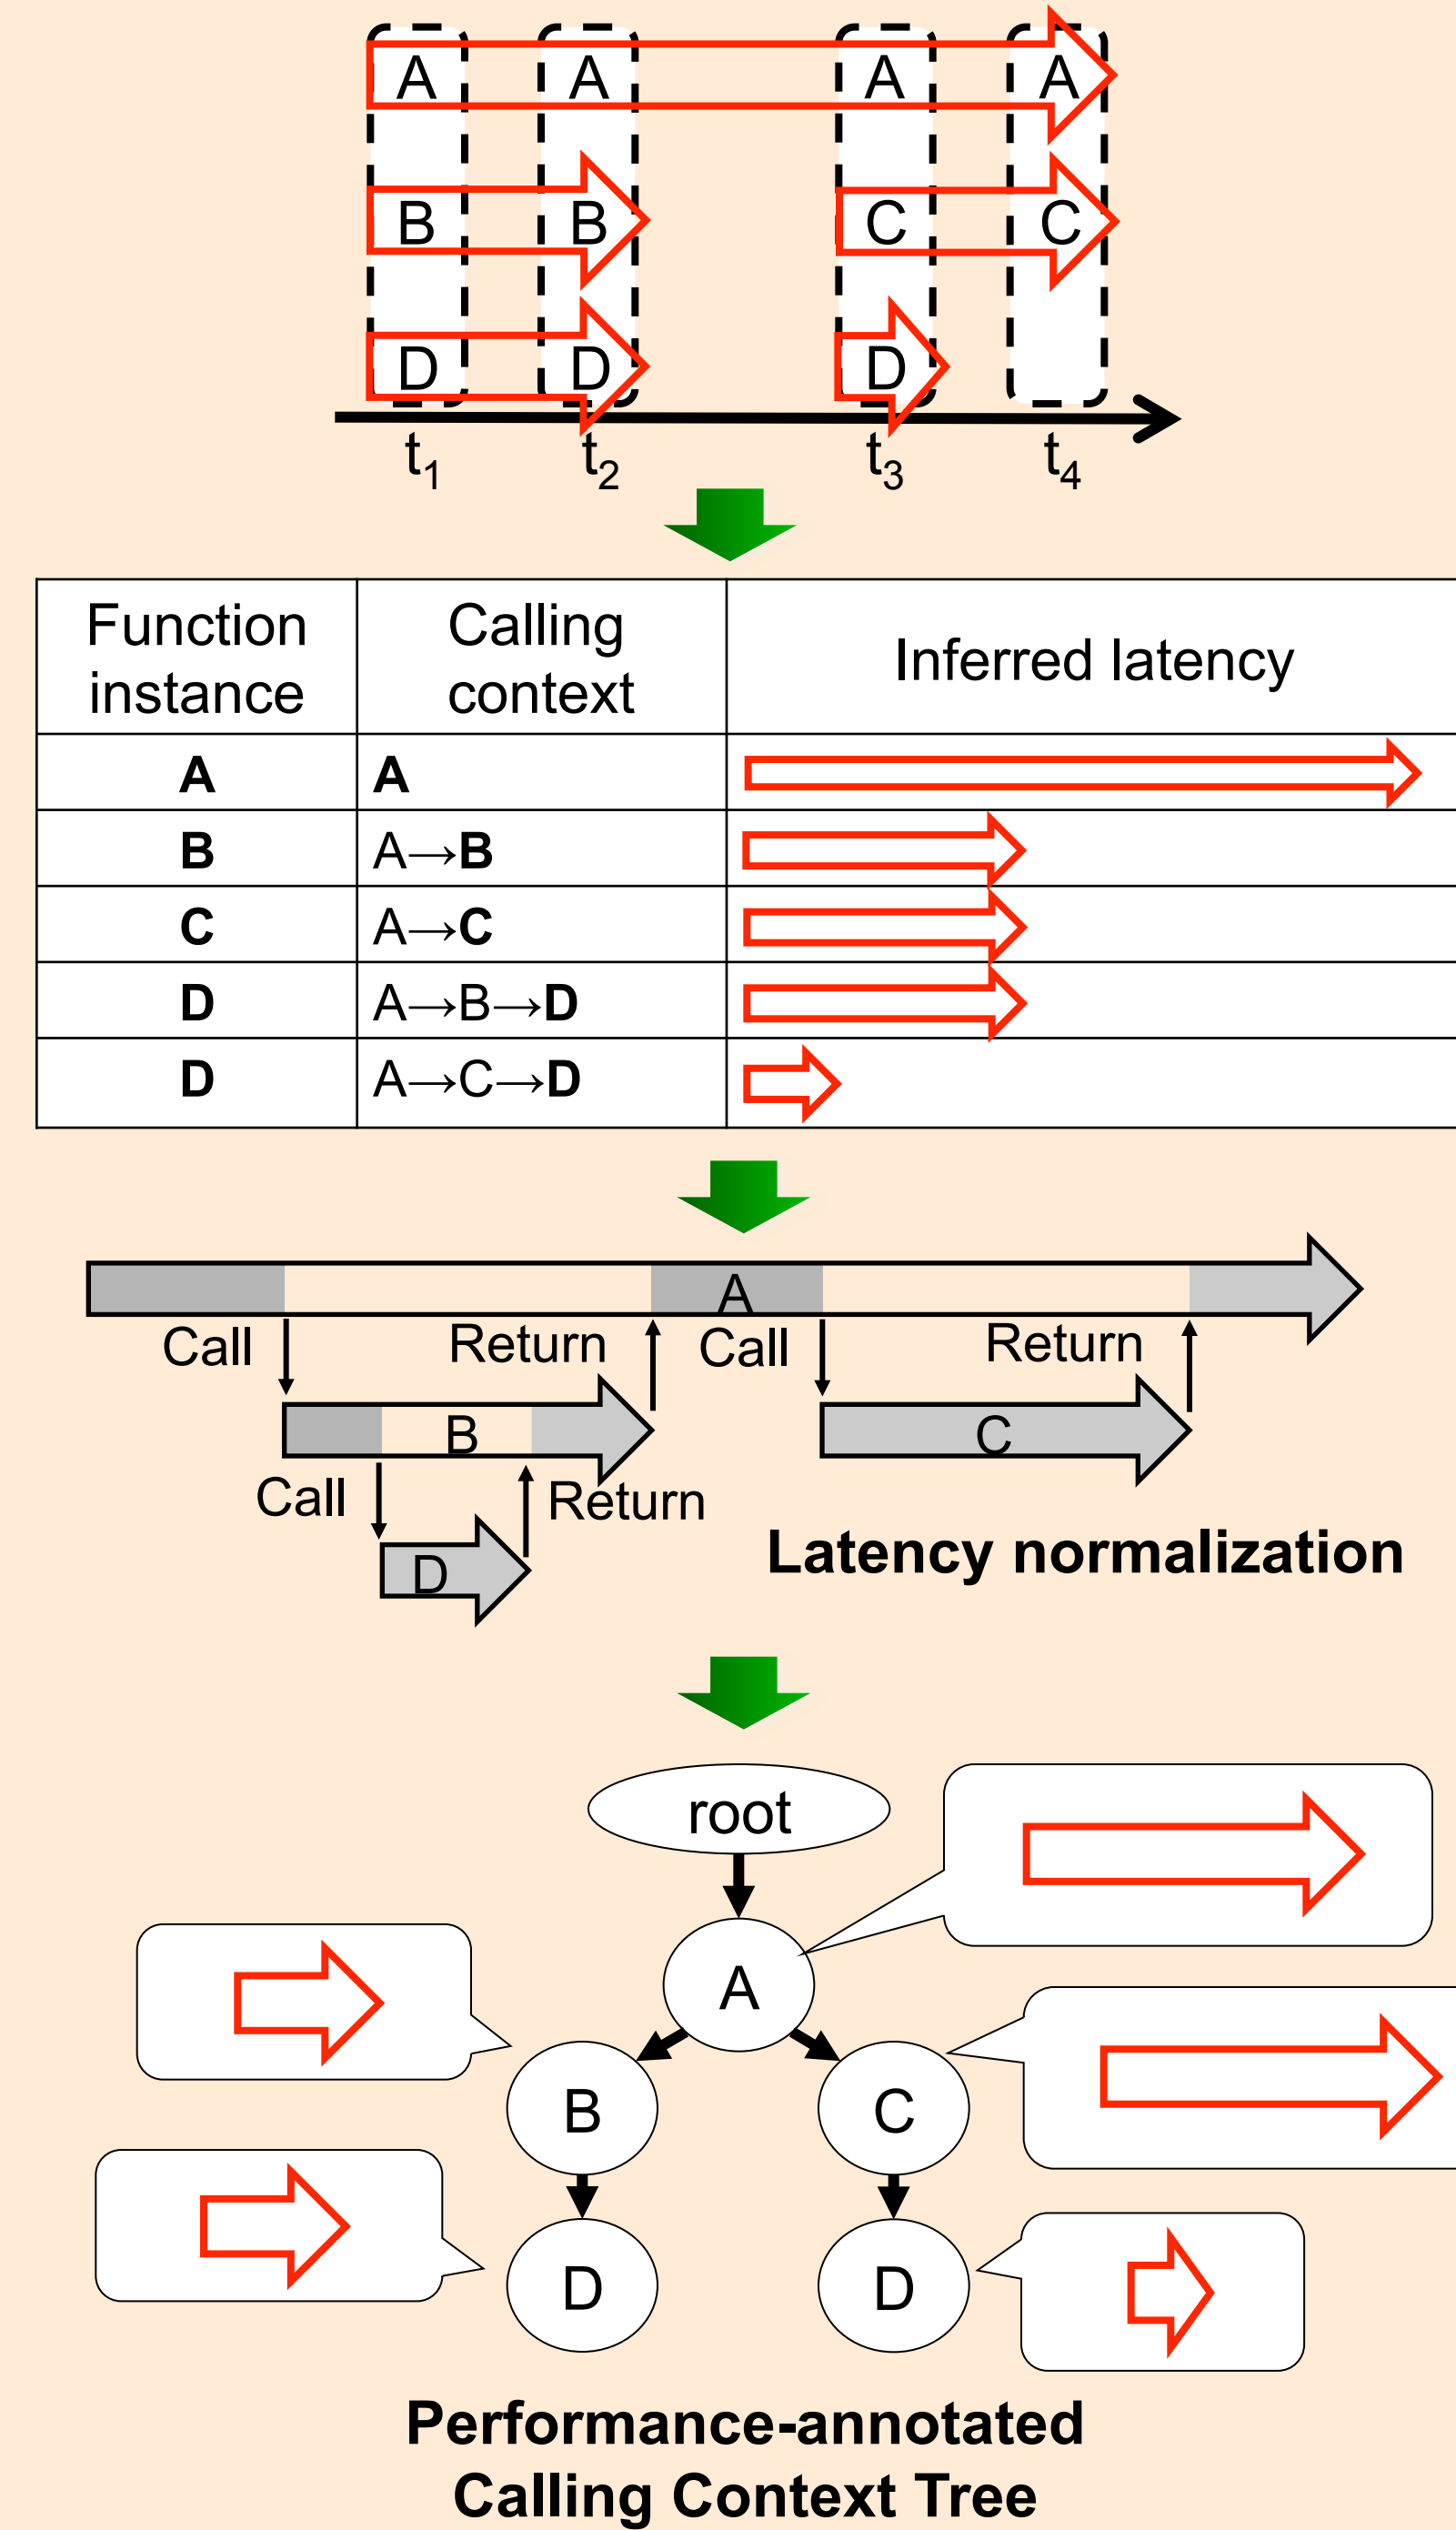 A A A A
B B C C
D D D
t1 t2 t3 t4
Function instance
Calling context
Inferred latency
A A
B A→B
C A→C
D A→B→D
D A→C→D
A
Call Return Call Return
B C
Call Return
D
Latency normalization
root
A
B C
D D
Performance-annotated
Calling Context Tree